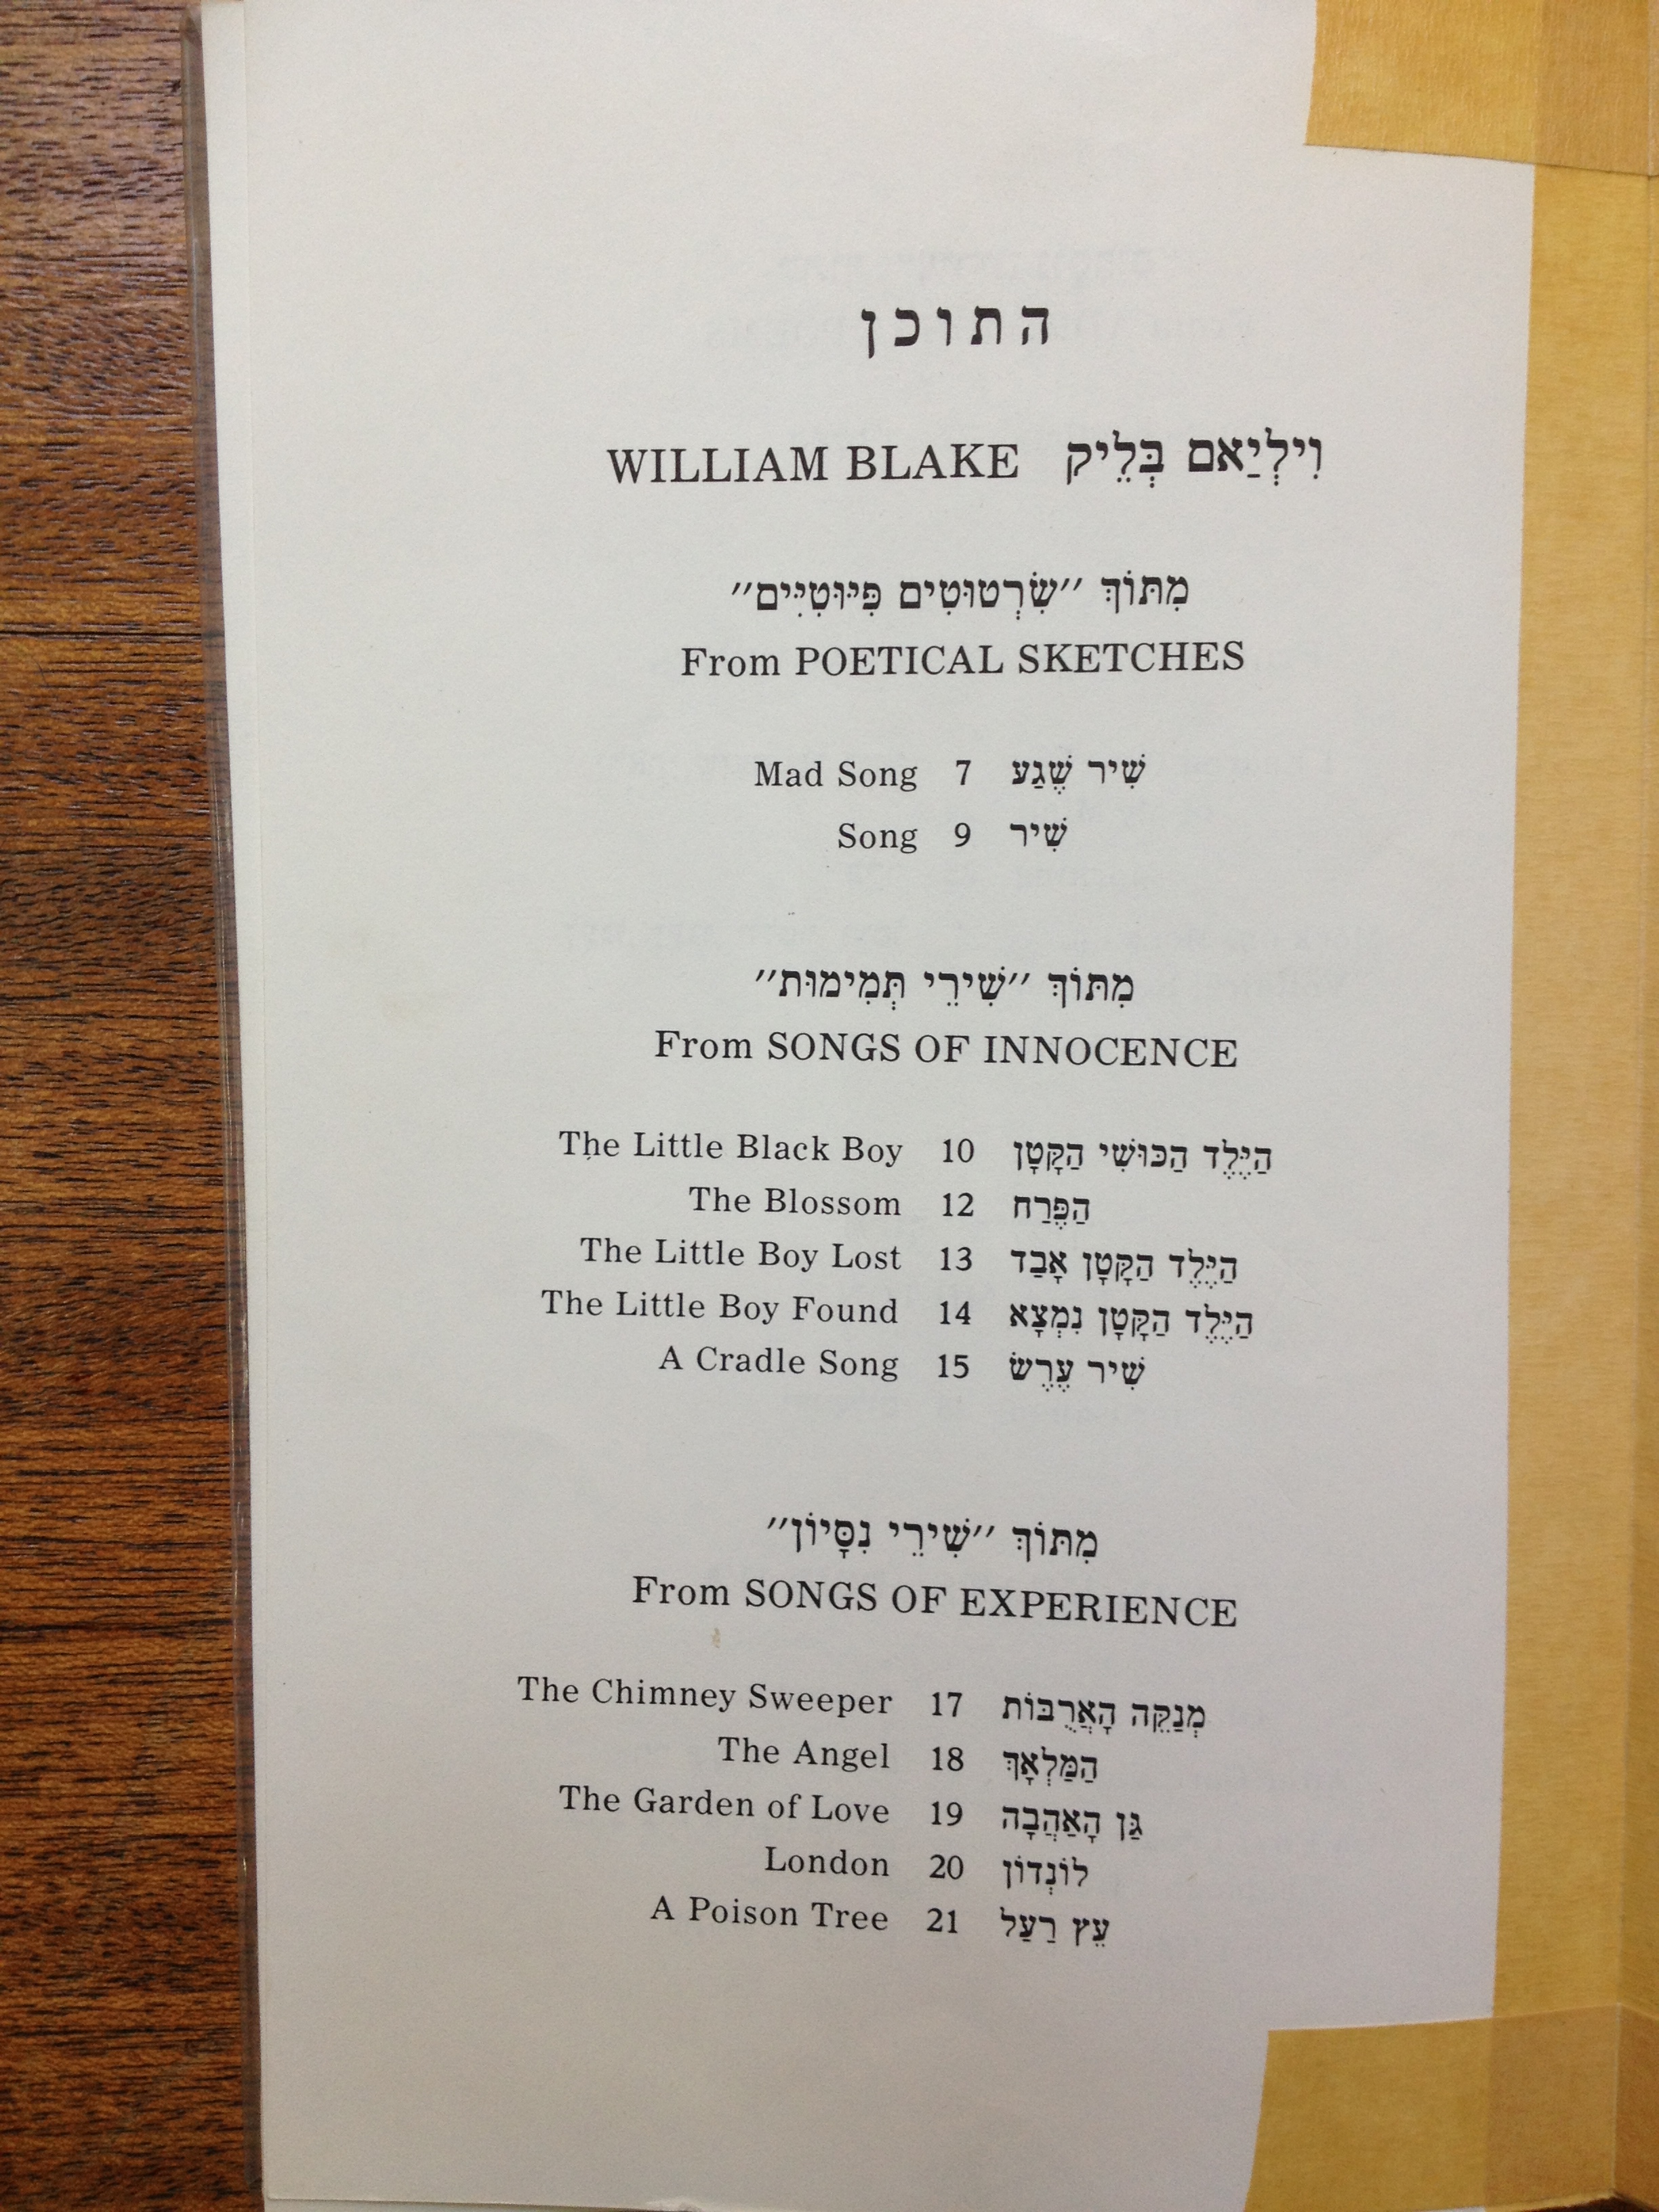 התוכן
WILLIAM BLAKE וִילְיַאם בְּלֵיק
מִתּוֹךְ ״שִׂרְטוּטִים פִּיּוּטִיִּים״
From POETICAL SKETCHES
Mad Song 7 שִׁיר שֶׁגַע
Song 9 שִׁיר
מִתּוֹךְ ״שִׁירֵי תְּמִימוּת״
From SONGS OF INNOCENCE
The Little Black Boy 10 הַיֶּלֶד הַכּוּשִׁי הַקָּטָן
The Blossom 12 הַפֶּרַח
The Little Boy Lost 13 הַיֶּלֶד הַקָּטָן אָבַד
The Little Boy Found 14 הַיֶּלֶד הַקָּטָן נִמְצָא
A Cradle Song 15 שִׁיר עֶרֶשׂ
מִתּוֹךְ ״שִׁירֵי נִסָּיוֹן״
From SONGS OF EXPERIENCE
The Chimney Sweeper 17 מְנַקֵּה הָאֲרֻבּוֹת
The Angel 18 הַמַּלְאָךְ
The Garden of Love 19 גַּן הָאַהֲבָה
London 20 לוֹנְדוֹן
A Poison Tree 21 עֵץ רַעַל